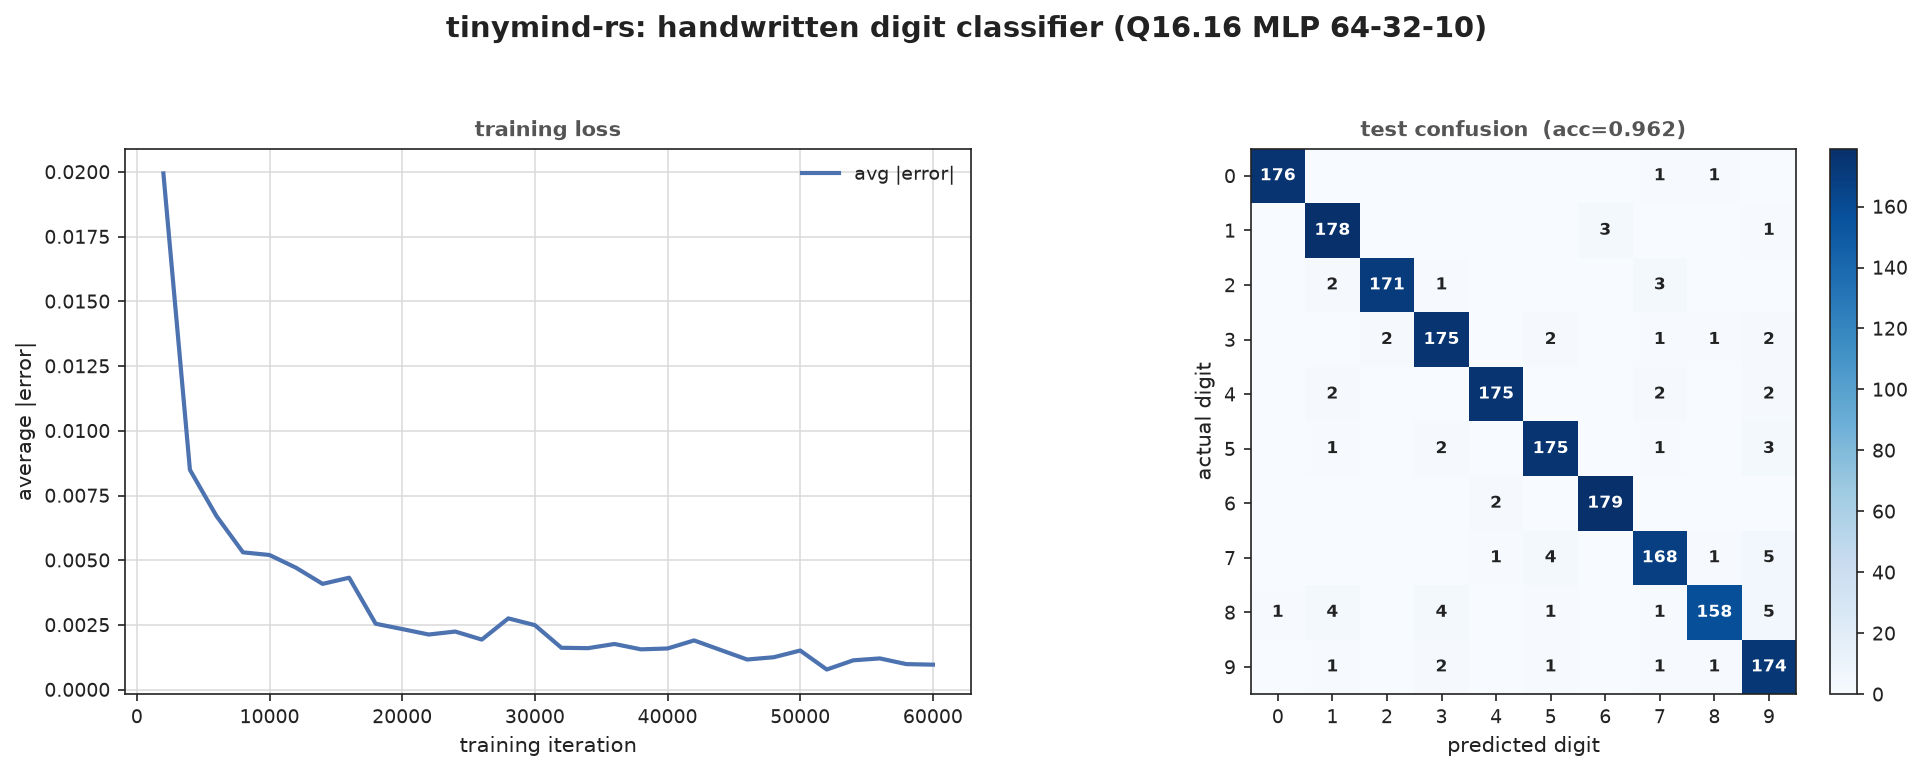 tinymind-rs: handwritten digit classifier (Q16.16 MLP 64-32-10)
training loss
avg |error|
average |error|
0.0200
0.0175
0.0150
0.0125
0.0100
0.0075
0.0050
0.0025
0.0000
0 10000 20000 30000 40000 50000 60000
training iteration
test confusion (acc=0.962)
actual digit
0 176 1 1
1 178 3 1
2 2 171 1 3
3 2 175 2 1 1 2
4 2 175 2 2
5 1 2 175 1 3
6 2 179
7 1 4 168 1 5
8 1 4 4 1 1 158 5
9 1 2 1 1 1 174
0 1 2 3 4 5 6 7 8 9
predicted digit
160
140
120
100
80
60
40
20
0